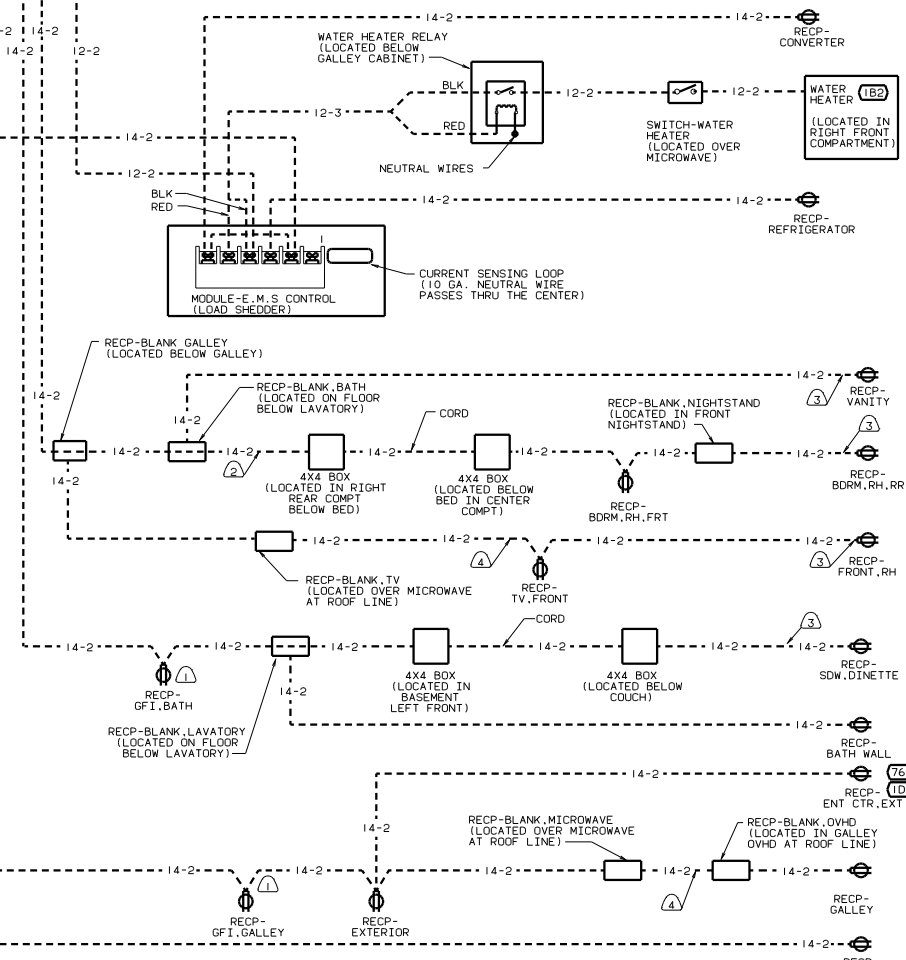 14-2
14-2
RECP-
CONVERTER
-2
14-2
14-2
12-2
WATER HEATER RELAY
(LOCATED BELOW
GALLEY CABINET)
BLK
12-3
RED
NEUTRAL WIRES
12-2
12-2
SWITCH-WATER
HEATER
(LOCATED OVER
MICROWAVE)
WATER
HEATER
1B2
(LOCATED IN
RIGHT FRONT
COMPARTMENT)
14-2
12-2
BLK
RED
14-2
14-2
RECP-
REFRIGERATOR
1
CURRENT SENSING LOOP
(10 GA. NEUTRAL WIRE
PASSES THRU THE CENTER)
MODULE-E.M.S CONTROL
(LOAD SHEDDER)
RECP-BLANK GALLEY
(LOCATED BELOW GALLEY)
14-2
14-2
RECP-BLANK,BATH
(LOCATED ON FLOOR
BELOW LAVATORY)
14-2
3
RECP-
VANITY
CORD
RECP-BLANK,NIGHTSTAND
(LOCATED IN FRONT
NIGHTSTAND)
3
14-2
14-2
2
14-2
14-2
14-2
14-2
14-2
4X4 BOX
(LOCATED IN RIGHT
REAR COMPT
BELOW BED)
4X4 BOX
(LOCATED BELOW
BED IN CENTER
COMPT)
RECP-
BDRM,RH,FRT
RECP-
BDRM,RH,RR
14-2
14-2
14-2
4
14-2
14-2
3
RECP-BLANK,TV
(LOCATED OVER MICROWAVE
AT ROOF LINE)
RECP-
TV,FRONT
RECP-
FRONT,RH
CORD
3
14-2
14-2
14-2
14-2
14-2
14-2
14-2
1
RECP-
GFI,BATH
14-2
4X4 BOX
(LOCATED IN
BASEMENT
LEFT FRONT)
4X4 BOX
(LOCATED BELOW
COUCH)
RECP-
SDW,DINETTE
RECP-BLANK,LAVATORY
(LOCATED ON FLOOR
BELOW LAVATORY)
14-2
RECP-
BATH WALL
14-2
76
RECP-
1D
ENT CTR,EXT
14-2
RECP-BLANK,MICROWAVE
(LOCATED OVER MICROWAVE
AT ROOF LINE)
RECP-BLANK,OVHD
(LOCATED IN GALLEY
OVHD AT ROOF LINE)
14-2
14-2
14-2
14-2
14-2
1
4
RECP-
GFI,GALLEY
RECP-
EXTERIOR
RECP-
GALLEY
14-2